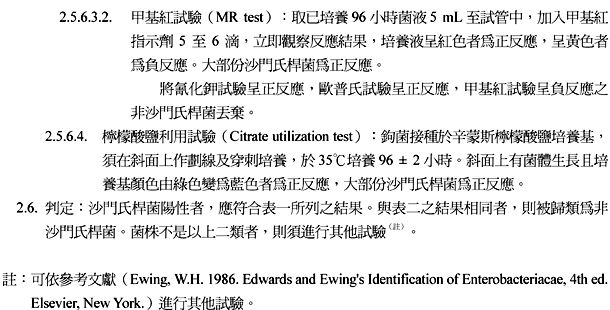 2.5.6.3.2. 甲基紅試驗（MR test）：取已培養 96 小時菌液 5 mL 至試管中，加入甲基紅
指示劑 5 至 6 滴，立即觀察反應結果，培養液呈紅色者爲正反應，呈黃色者
爲負反應。大部份沙門氏桿菌爲正反應。
將氰化鉀試驗呈正反應，歐普氏試驗呈正反應，甲基紅試驗呈負反應之
非沙門氏桿菌丟棄。
2.5.6.4. 檸檬酸鹽利用試驗（Citrate utilization test）：鉤菌接種於辛蒙斯檸檬酸鹽培養基，
須在斜面上作劃線及穿刺培養，於 35℃培養 96 ± 2 小時。斜面上有菌體生長且培
養基顏色由綠色變爲藍色者爲正反應，大部份沙門氏桿菌爲正反應。
2.6. 判定：沙門氏桿菌陽性者，應符合表一所列之結果。與表二之結果相同者，則被歸類爲非
沙門氏桿菌。菌株不是以上二類者，則須進行其他試驗（註）。
註：可依參考文獻（Ewing, W.H. 1986. Edwards and Ewing's Identification of Enterobacteriacae, 4th ed.
Elsevier, New York.）進行其他試驗。